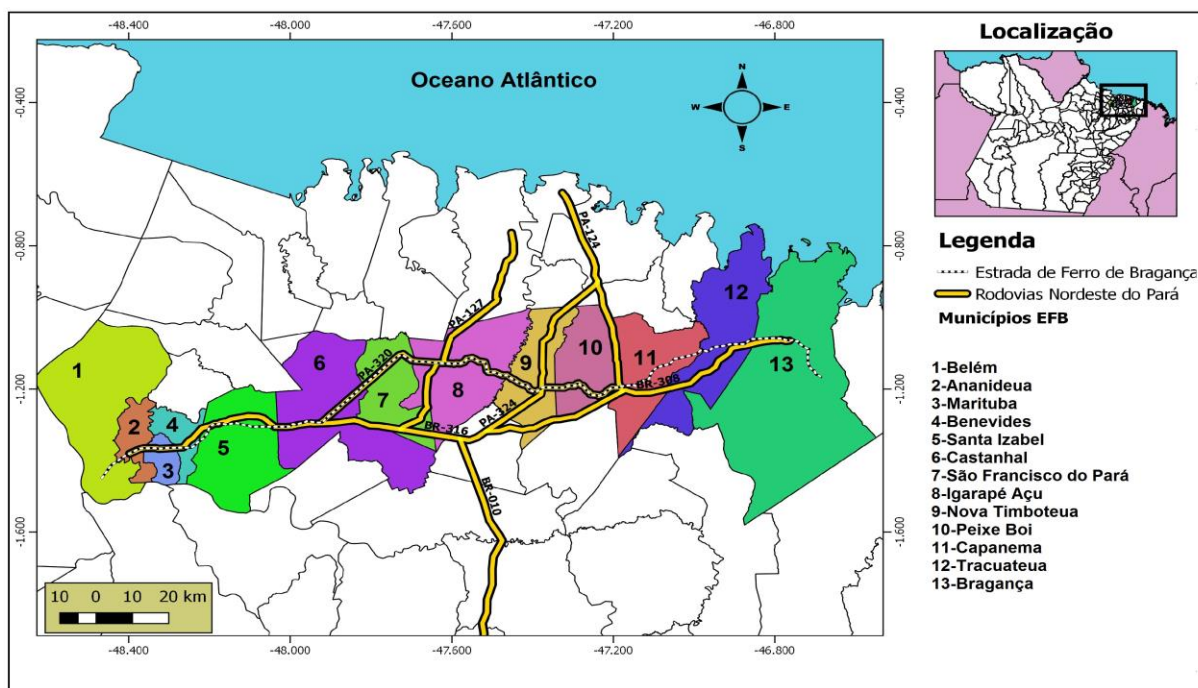 -48.400 -48.000 -47.600 -47.200 -46.800
Oceano Atlântico
N
W E
S
-0.400
-0.800
-1.200
-1.600
-0.400
-0.800
-1.200
-1.600
PA-124
PA-127
PA-320
PA-324
BR-316
BR-308
BR-010
1
2
3
4
5
6
7
8
9
10
11
12
13
10 0 10 20 km
-48.400 -48.000 -47.600 -47.200 -46.800
Localização
Legenda
Estrada de Ferro de Bragança
Rodovias Nordeste do Pará
Municípios EFB
1-Belém
2-Ananideua
3-Marituba
4-Benevides
5-Santa Izabel
6-Castanhal
7-São Francisco do Pará
8-Igarapé Açu
9-Nova Timboteua
10-Peixe Boi
11-Capanema
12-Tracuateua
13-Bragança